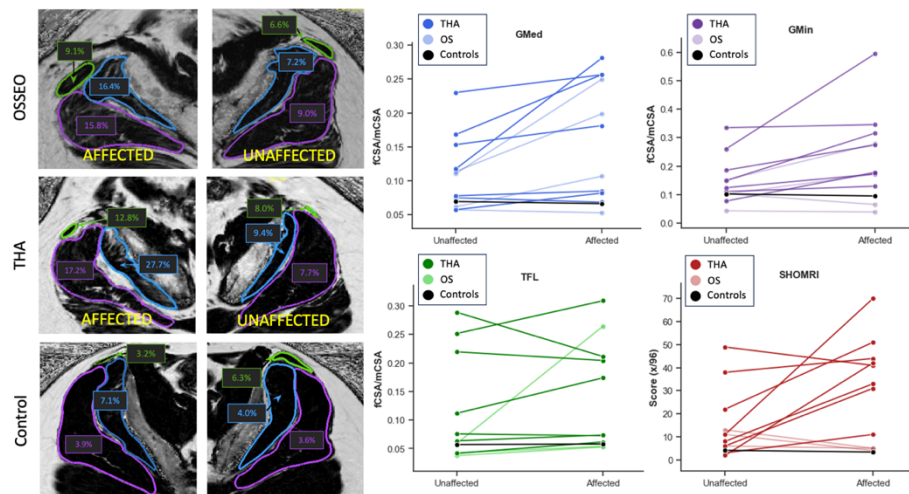 OSSEO
9.1%
16.4%
15.8%
AFFECTED
6.6%
7.2%
9.0%
UNAFFECTED
THA
12.8%
27.7%
17.2%
AFFECTED
8.0%
9.4%
7.7%
UNAFFECTED
Control
3.2%
7.1%
3.9%
6.3%
4.0%
3.6%
GMed
THA
OS
Controls
fCSA/mCSA
0.30
0.25
0.20
0.15
0.10
0.05
Unaffected
Affected
GMin
THA
OS
Controls
fCSA/mCSA
0.6
0.5
0.4
0.3
0.2
0.1
0.0
Unaffected
Affected
TFL
THA
OS
Controls
fCSA/mCSA
0.30
0.25
0.20
0.15
0.10
0.05
Unaffected
Affected
SHOMRI
THA
OS
Controls
Score (x/96)
70
60
50
40
30
20
10
0
Unaffected
Affected